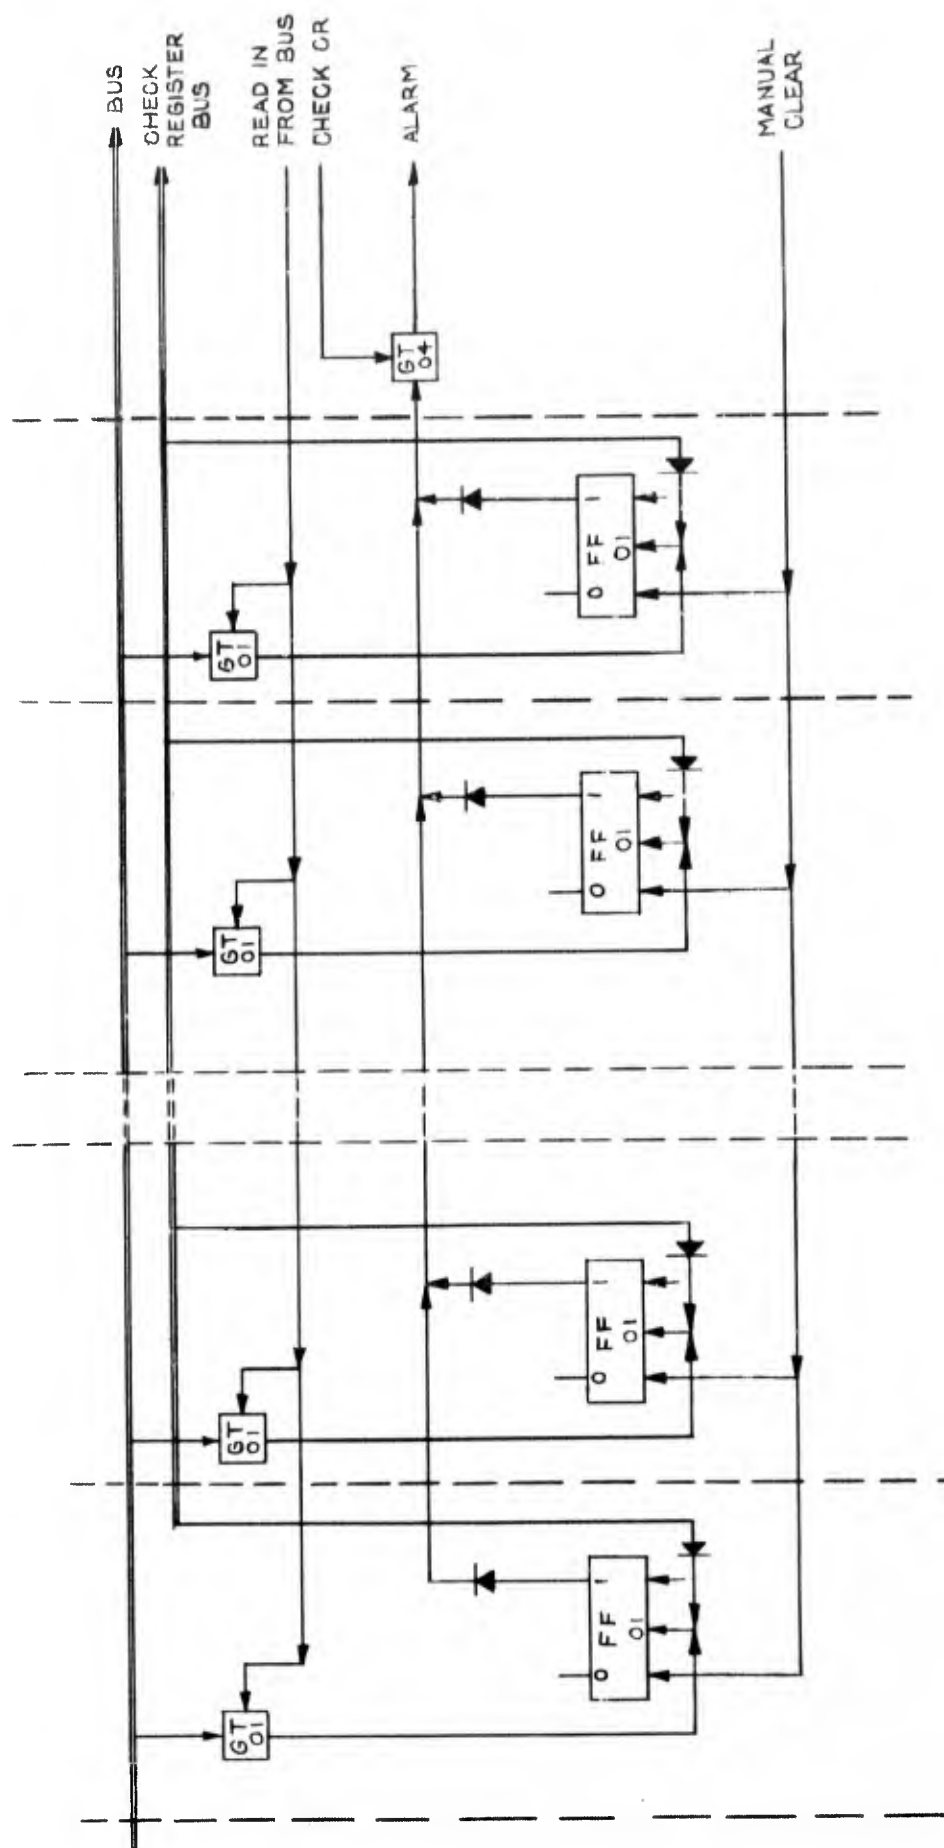 BUS
CHECK
REGISTER
BUS
READ IN
FROM BUS
CHECK CR
ALARM
MANUAL
CLEAR
GT
04
GT
01
GT
01
GT
01
GT
01
0 FF 1
01
0 FF 1
01
0 FF 1
01
0 FF 1
01